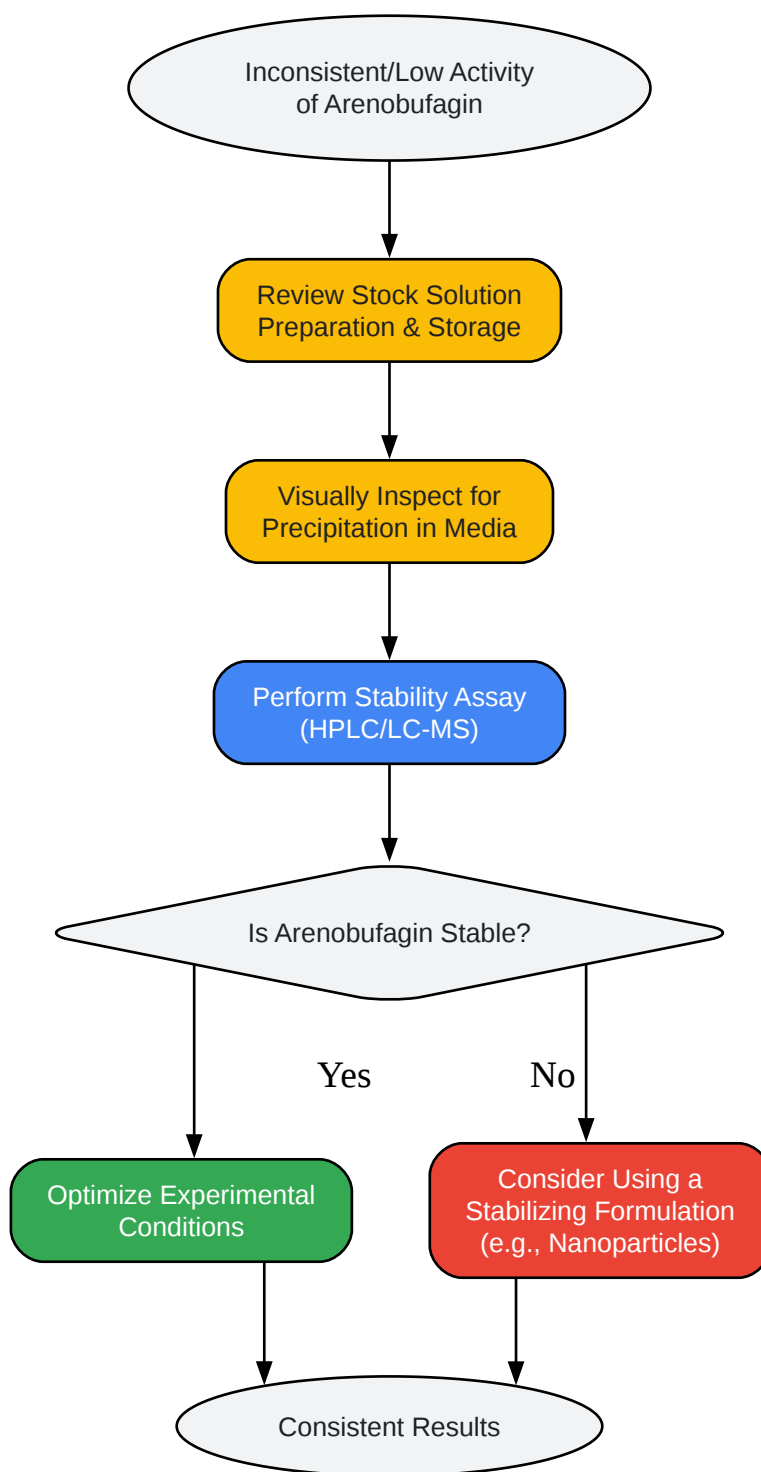 Inconsistent/Low Activity
of Arenobufagin
Review Stock Solution
Preparation & Storage
Visually Inspect for
Precipitation in Media
Perform Stability Assay
(HPLC/LC-MS)
Is Arenobufagin Stable?
Yes
No
Optimize Experimental
Conditions
Consider Using a
Stabilizing Formulation
(e.g., Nanoparticles)
Consistent Results